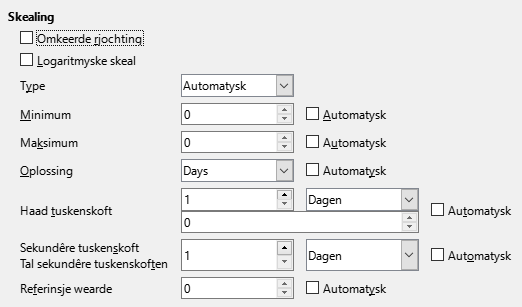 Skealing
Omkeerde rjochting
Logaritmyske skeal
Type Automatysk
Minimum 0 Automatysk
Maksimum 0 Automatysk
Oplossing Days Automatysk
Haad tuskenskoft 1 Dagen Automatysk
0
Sekundêre tuskenskoft
Tal sekundêre tuskenskoften 1 Dagen Automatysk
Referinsje wearde 0 Automatysk